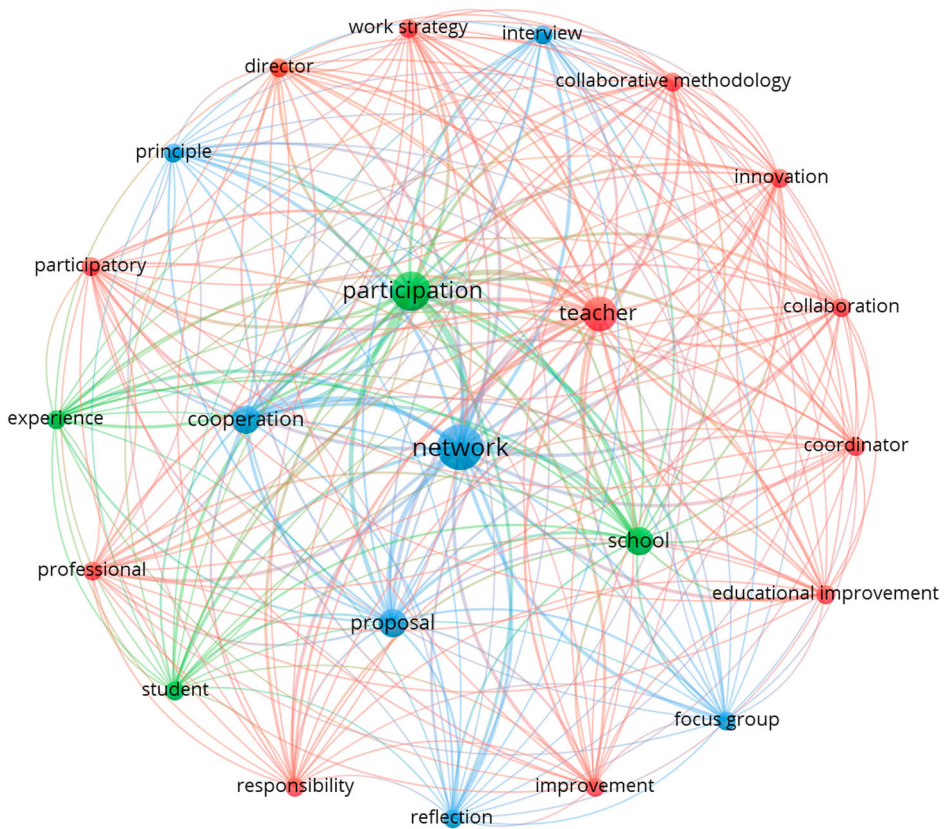 work strategy
interview
director
collaborative methodology
principle
innovation
participatory
participation
teacher
collaboration
experience
cooperation
network
coordinator
school
professional
educational improvement
proposal
student
focus group
responsibility
improvement
reflection